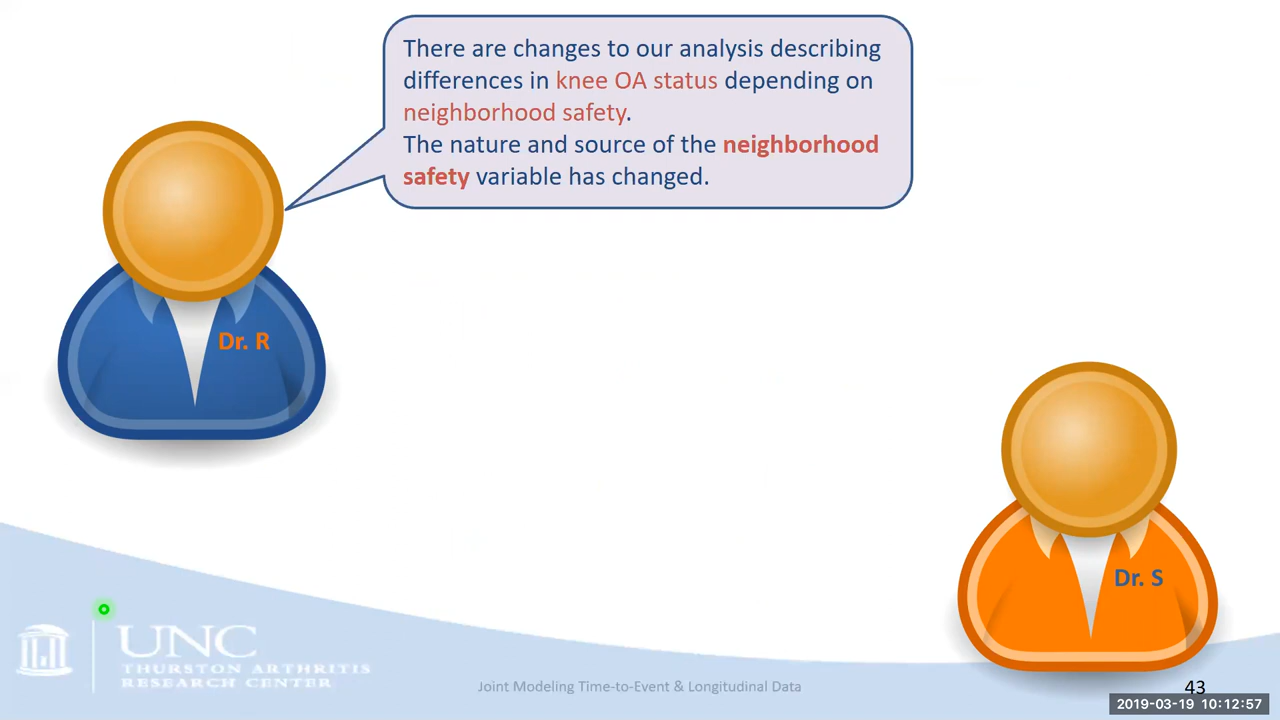 There are changes to our analysis describing
differences in knee OA status depending on
neighborhood safety.
The nature and source of the neighborhood
safety variable has changed.
Dr. R
Dr. S
UNC
THURSTON ARTHRITIS
RESEARCH CENTER
Joint Modeling Time-to-Event & Longitudinal Data
43
2019-03-19 10:12:57